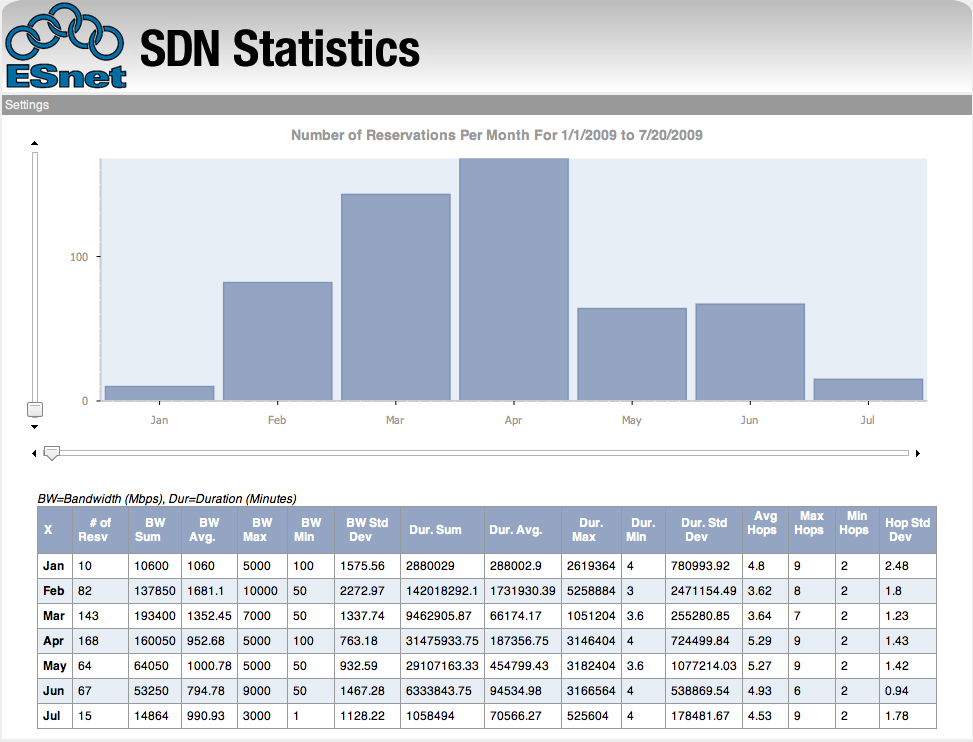 ESnet
SDN Statistics
Settings
Number of Reservations Per Month For 1/1/2009 to 7/20/2009
100
0
Jan Feb Mar Apr May Jun Jul
BW=Bandwidth (Mbps), Dur=Duration (Minutes)
X # of Resv BW Sum BW Avg. BW Max BW Min BW Std Dev Dur. Sum Dur. Avg. Dur. Max Dur. Min Dur. Std Dev Avg Hops Max Hops Min Hops Hop Std Dev
Jan 10 10600 1060 5000 100 1575.56 2880029 288002.9 2619364 4 780993.92 4.8 9 2 2.48
Feb 82 137850 1681.1 10000 50 2272.97 142018292.1 1731930.39 5258884 3 2471154.49 3.62 8 2 1.8
Mar 143 193400 1352.45 7000 50 1337.74 9462905.87 66174.17 1051204 3.6 255280.85 3.64 7 2 1.23
Apr 168 160050 952.68 5000 100 763.18 31475933.75 187356.75 3146404 4 724499.84 5.29 9 2 1.43
May 64 64050 1000.78 5000 50 932.59 29107163.33 454799.43 3182404 3.6 1077214.03 5.27 9 2 1.42
Jun 67 53250 794.78 9000 50 1467.28 6333843.75 94534.98 3166564 4 538869.54 4.93 6 2 0.94
Jul 15 14864 990.93 3000 1 1128.22 1058494 70566.27 525604 4 178481.67 4.53 9 2 1.78